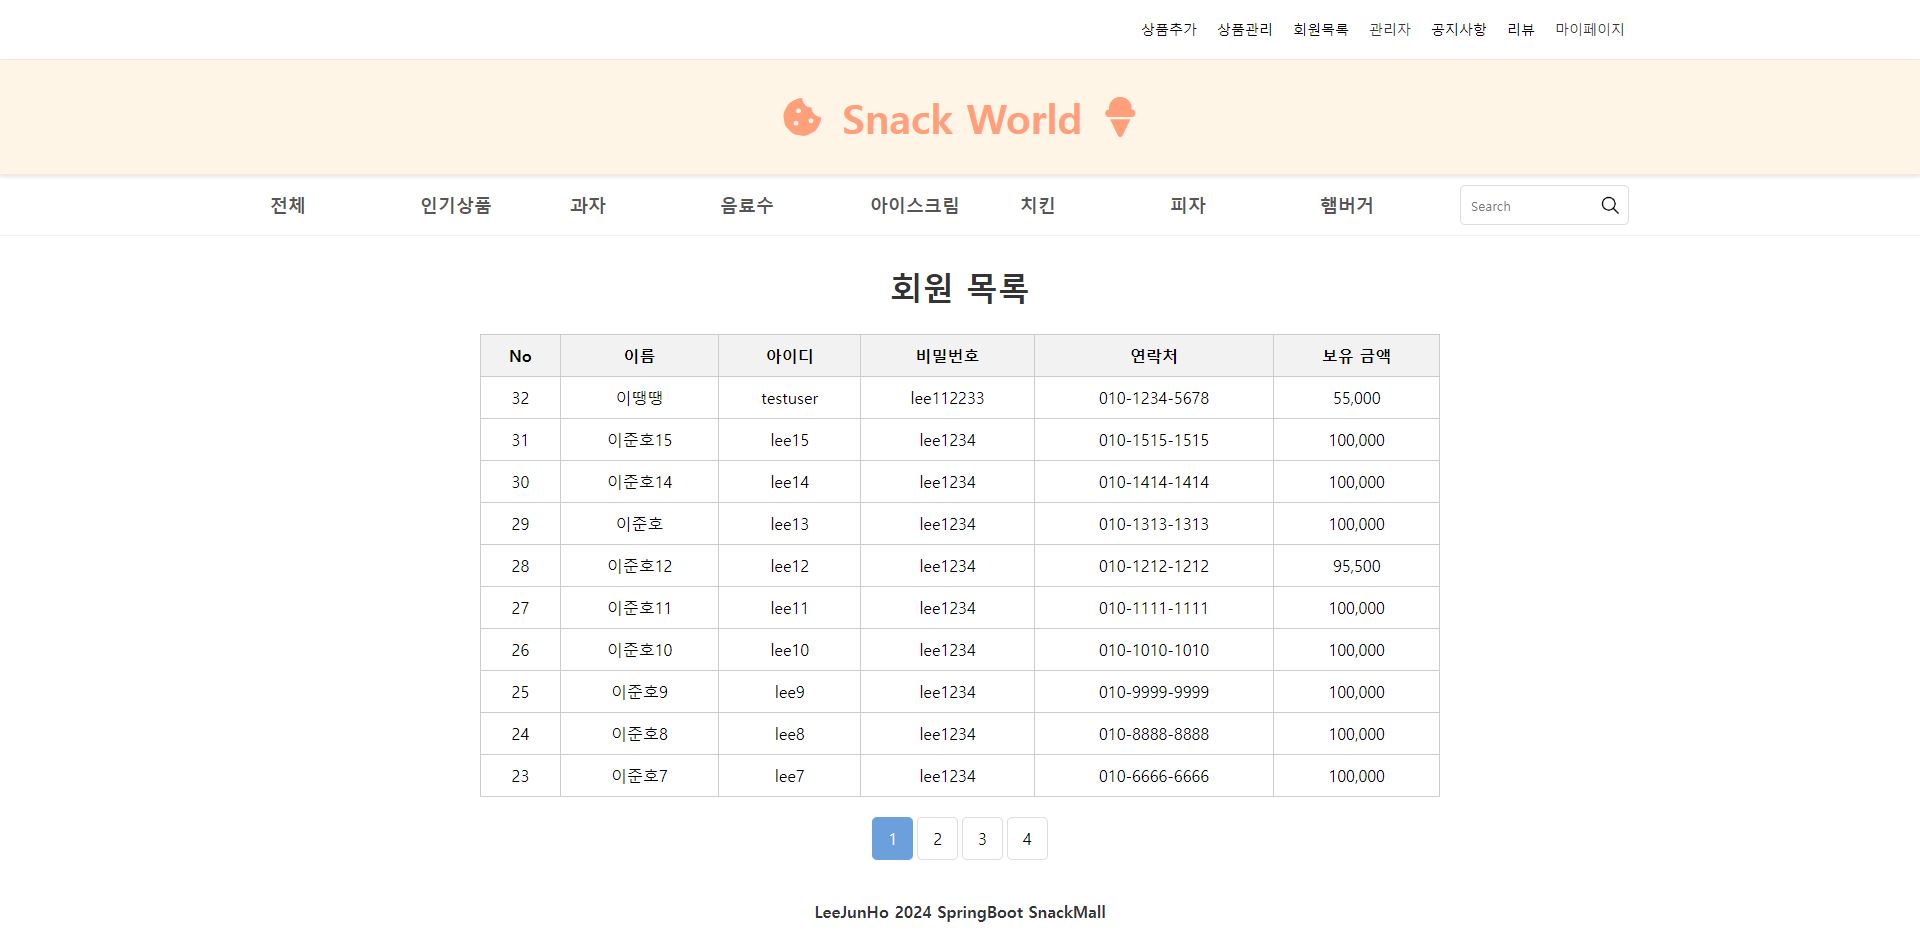 상품추가 상품관리 회원목록 관리자 공지사항 리뷰 마이페이지
Snack World
전체 인기상품 과자 음료수 아이스크림 치킨 피자 햄버거 Search
회원 목록
No 이름 아이디 비밀번호 연락처 보유 금액
32 이땡땡 testuser lee112233 010-1234-5678 55,000
31 이준호15 lee15 lee1234 010-1515-1515 100,000
30 이준호14 lee14 lee1234 010-1414-1414 100,000
29 이준호 lee13 lee1234 010-1313-1313 100,000
28 이준호12 lee12 lee1234 010-1212-1212 95,500
27 이준호11 lee11 lee1234 010-1111-1111 100,000
26 이준호10 lee10 lee1234 010-1010-1010 100,000
25 이준호9 lee9 lee1234 010-9999-9999 100,000
24 이준호8 lee8 lee1234 010-8888-8888 100,000
23 이준호7 lee7 lee1234 010-6666-6666 100,000
1 2 3 4
LeeJunHo 2024 SpringBoot SnackMall